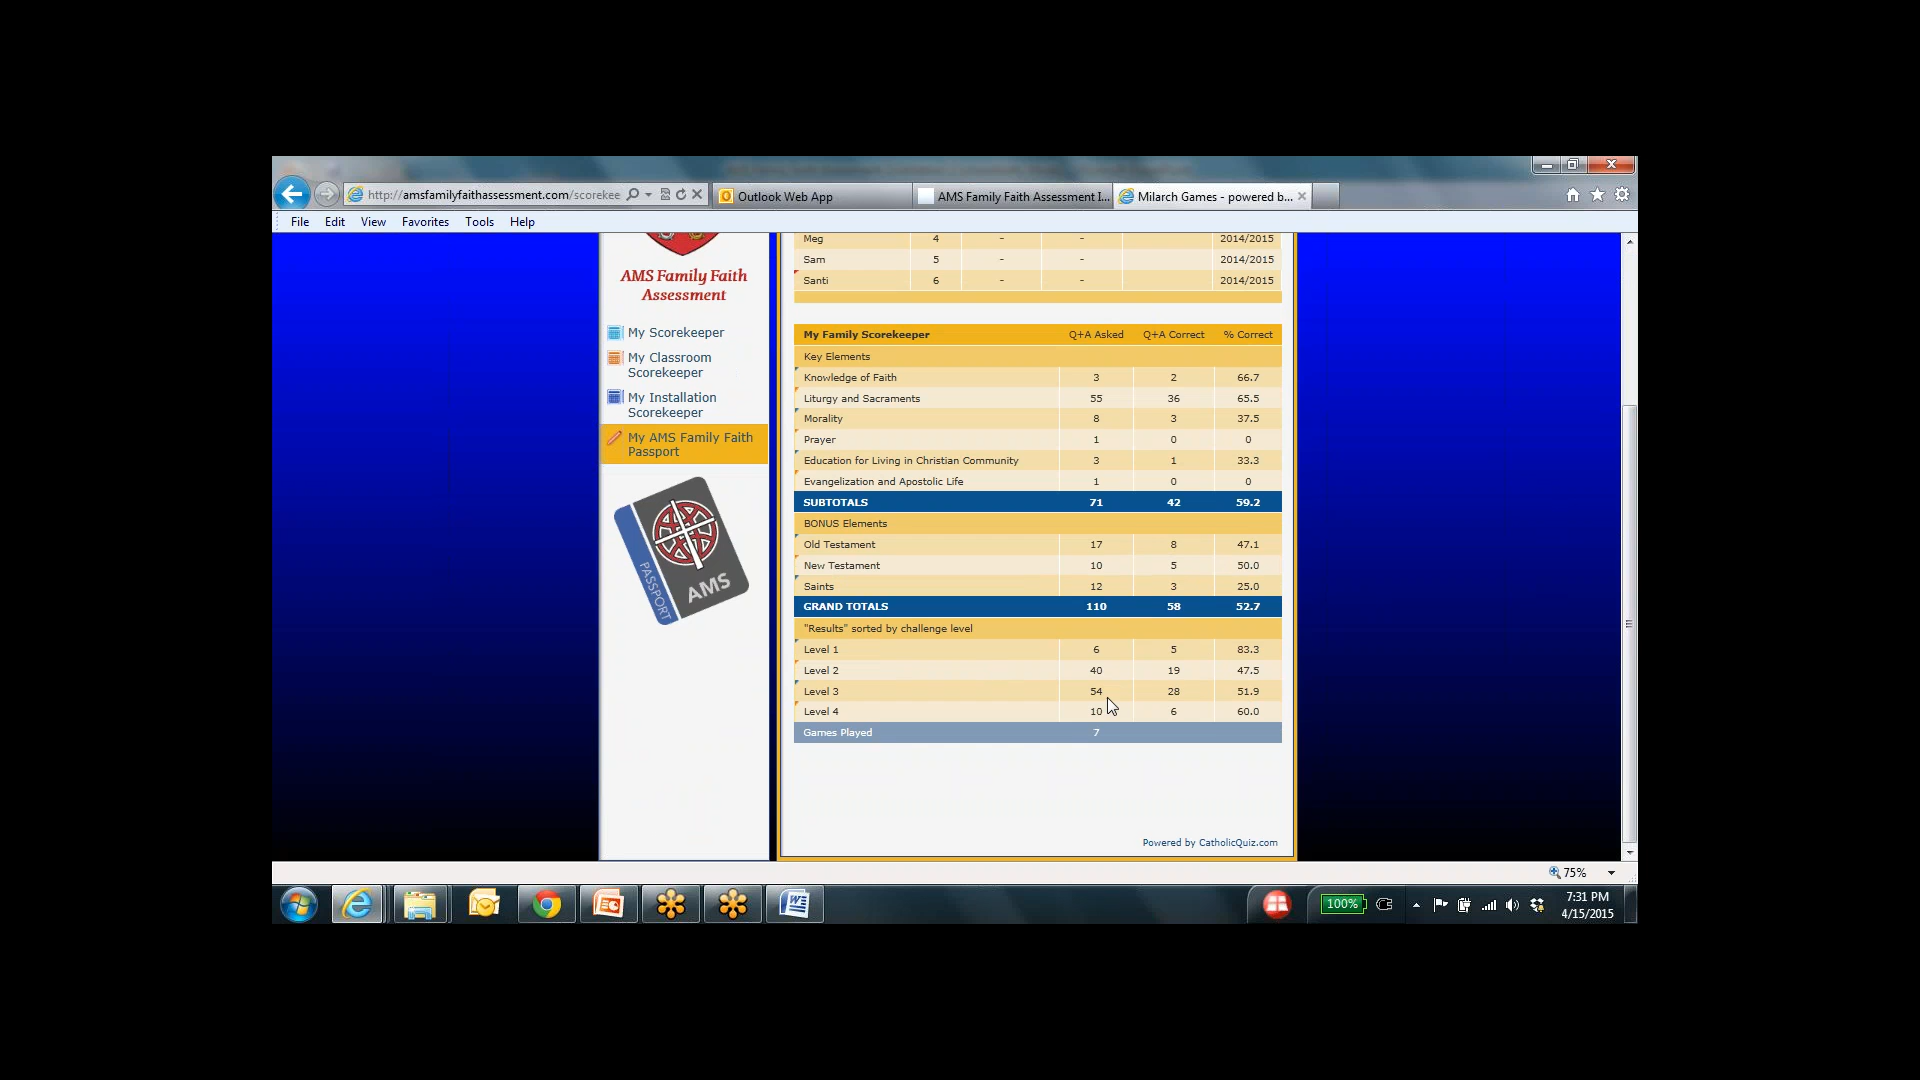 http://amsfamilyfaithassessment.com/scorekee
Outlook Web App
AMS Family Faith Assessment I...
Milarch Games - powered b...
File Edit View Favorites Tools Help
AMS Family Faith
Assessment
My Scorekeeper
My Classroom
Scorekeeper
My Installation
Scorekeeper
My AMS Family Faith
Passport
PASSPORT
AMS
Meg 4 - - 2014/2015
Sam 5 - - 2014/2015
Santi 6 - - 2014/2015
My Family Scorekeeper Q+A Asked Q+A Correct % Correct
Key Elements
Knowledge of Faith 3 2 66.7
Liturgy and Sacraments 55 36 65.5
Morality 8 3 37.5
Prayer 1 0 0
Education for Living in Christian Community 3 1 33.3
Evangelization and Apostolic Life 1 0 0
SUBTOTALS 71 42 59.2
BONUS Elements
Old Testament 17 8 47.1
New Testament 10 5 50.0
Saints 12 3 25.0
GRAND TOTALS 110 58 52.7
"Results" sorted by challenge level
Level 1 6 5 83.3
Level 2 40 19 47.5
Level 3 54 28 51.9
Level 4 10 6 60.0
Games Played 7
Powered by CatholicQuiz.com
75%
100%
7:31 PM
4/15/2015